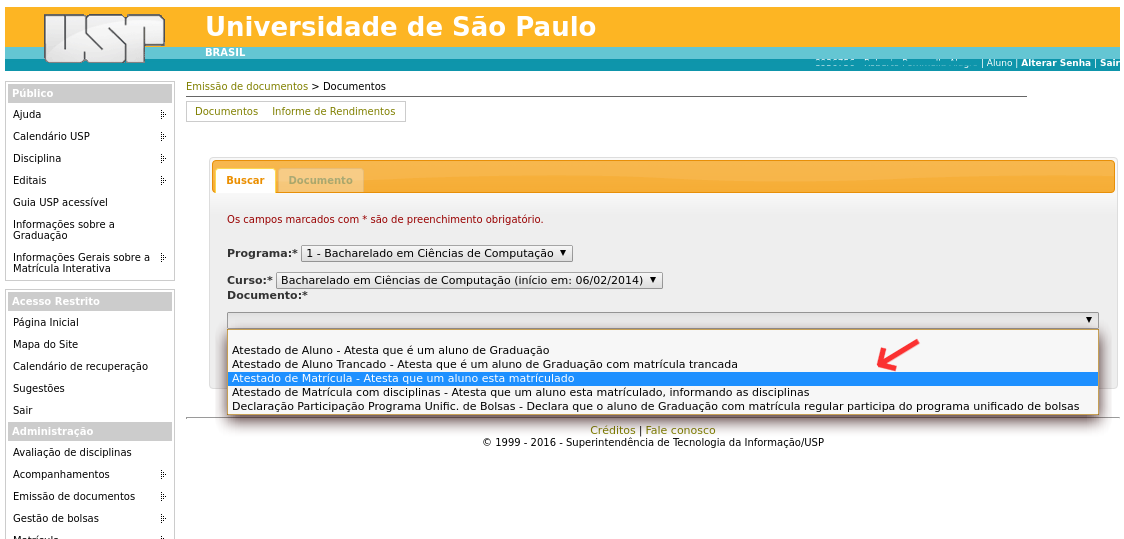 USP
Universidade de São Paulo
BRASIL
| Aluno | Alterar Senha | Sair
Público
Ajuda
Calendário USP
Disciplina
Editais
Guia USP acessível
Informações sobre a
Graduação
Informações Gerais sobre a
Matrícula Interativa
Acesso Restrito
Página Inicial
Mapa do Site
Calendário de recuperação
Sugestões
Sair
Administração
Avaliação de disciplinas
Acompanhamentos
Emissão de documentos
Gestão de bolsas
Matrícula
Emissão de documentos > Documentos
Documentos Informe de Rendimentos
Buscar Documento
Os campos marcados com * são de preenchimento obrigatório.
Programa:* 1 - Bacharelado em Ciências de Computação
Curso:* Bacharelado em Ciências de Computação (início em: 06/02/2014)
Documento:*
Atestado de Aluno - Atesta que é um aluno de Graduação
Atestado de Aluno Trancado - Atesta que é um aluno de Graduação com matrícula trancada
Atestado de Matrícula - Atesta que um aluno esta matrículado
Atestado de Matrícula com disciplinas - Atesta que um aluno esta matrículado, informando as disciplinas
Declaração Participação Programa Unific. de Bolsas - Declara que o aluno de Graduação com matrícula regular participa do programa unificado de bolsas
Créditos | Fale conosco
© 1999 - 2016 - Superintendência de Tecnologia da Informação/USP